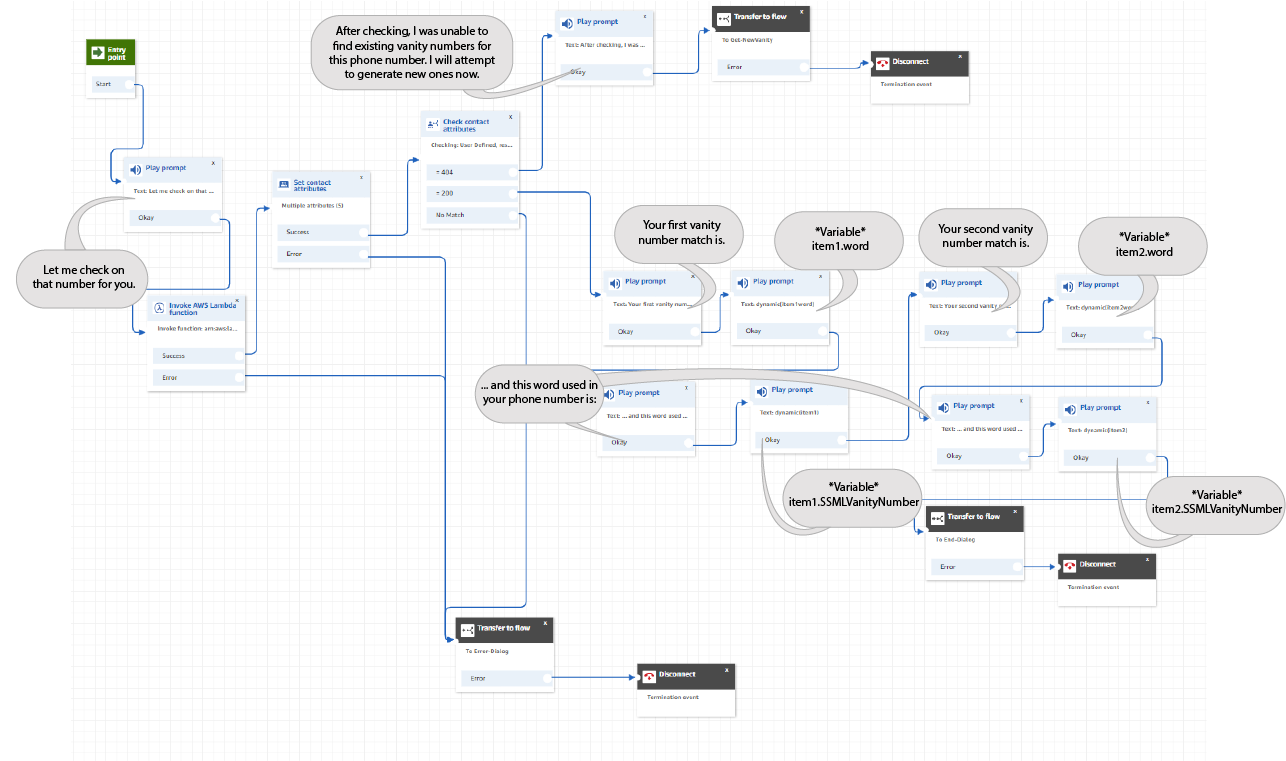 After checking, I was unable to
find existing vanity numbers for
this phone number. I will attempt
to generate new ones now.
Play prompt
x
Text: After checking, I was ...
Okay
Transfer to flow
x
To Get-NewVanity
Error
Disconnect
x
Termination event
Entry
point
Start
Play prompt
x
Text: Let me check on that ...
Okay
Let me check on
that number for you.
Invoke AWS Lambda
function
x
Invoke function: arn:aws:la...
Success
Error
Set contact
attributes
x
Multiple attributes (5)
Success
Error
Check contact
attributes
x
Checking: User Defined, res...
= 404
= 200
No Match
Your first vanity
number match is.
Play prompt
x
Text: Your first vanity num...
Okay
*Variable*
item1.word
Play prompt
x
Text: dynamic(item1word)
Okay
Your second vanity
number match is.
Play prompt
Text: Your second vanity
Okay
*Variable*
item2.word
Play prompt
Text: dynamic(item2wo
Okay
... and this word used in
your phone number is:
Play prompt
x
Text: ... and this word used ...
Okay
Play prompt
Text: dynamic(item1)
Okay
Play prompt
x
Text: ... and this word used ...
Okay
Play prompt
x
Text: dynamic(item2)
Okay
*Variable*
item1.SSMLVanityNumber
*Variable*
item2.SSMLVanityNumber
Transfer to flow
x
To End-Dialog
Error
Disconnect
x
Termination event
Transfer to flow
x
To Error-Dialog
Error
Disconnect
x
Termination event